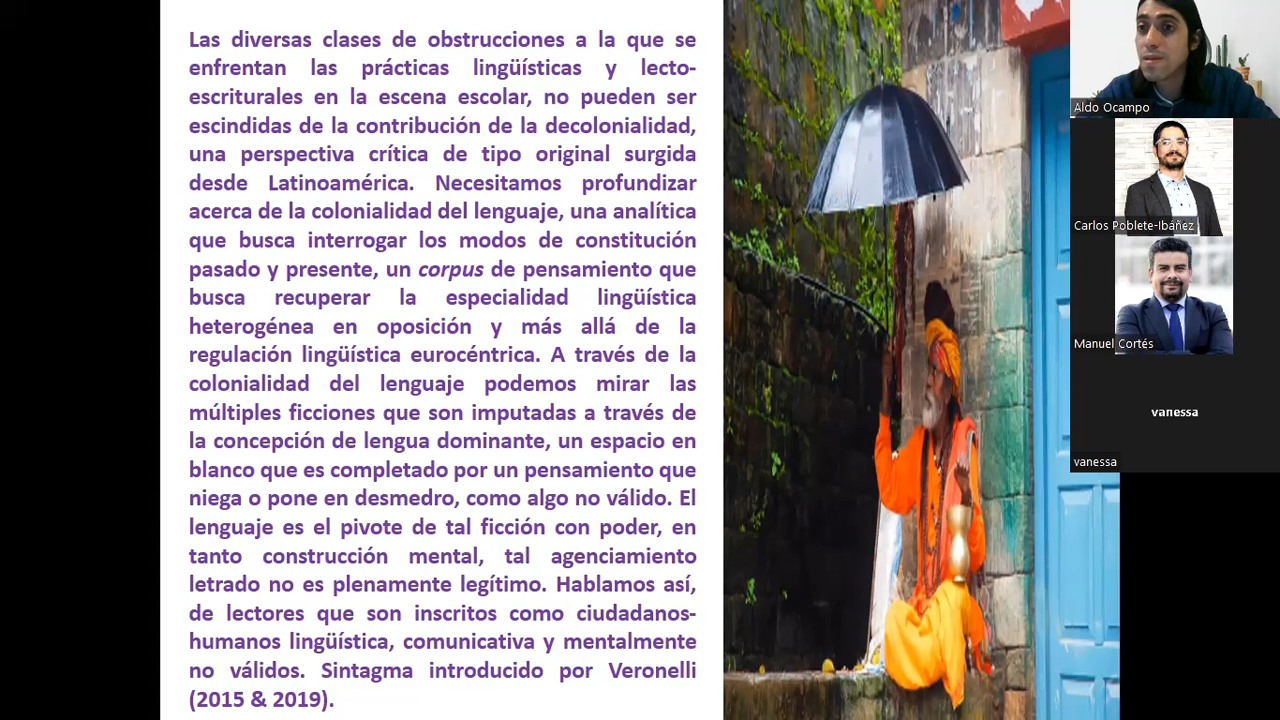 Las diversas clases de obstrucciones a la que se
enfrentan las prácticas lingüísticas y lecto-
escriturales en la escena escolar, no pueden ser
escindidas de la contribución de la decolonialidad,
una perspectiva crítica de tipo original surgida
desde Latinoamérica. Necesitamos profundizar
acerca de la colonialidad del lenguaje, una analítica
que busca interrogar los modos de constitución
pasado y presente, un corpus de pensamiento que
busca recuperar la especialidad lingüística
heterogénea en oposición y más allá de la
regulación lingüística eurocéntrica. A través de la
colonialidad del lenguaje podemos mirar las
múltiples ficciones que son imputadas a través de
la concepción de lengua dominante, un espacio en
blanco que es completado por un pensamiento que
niega o pone en desmedro, como algo no válido. El
lenguaje es el pivote de tal ficción con poder, en
tanto construcción mental, tal agenciamiento
letrado no es plenamente legítimo. Hablamos así,
de lectores que son inscritos como ciudadanos-
humanos lingüística, comunicativa y mentalmente
no válidos. Sintagma introducido por Veronelli
(2015 & 2019).
Aldo Ocampo
Carlos Poblete-Ibáñez
Manuel Cortés
vanessa
vanessa